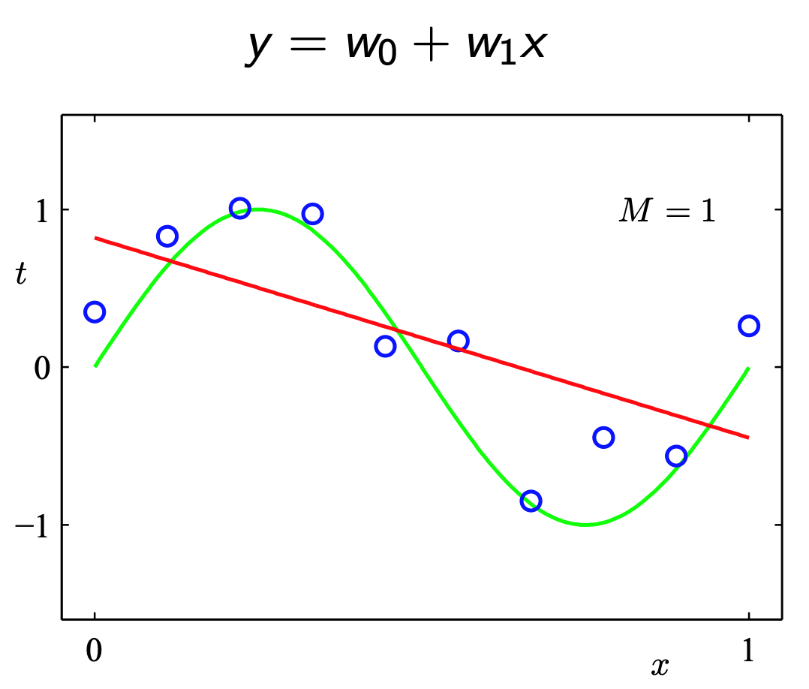 y = w₀ + w₁x
M = 1
1
t
0
−1
0
1
x